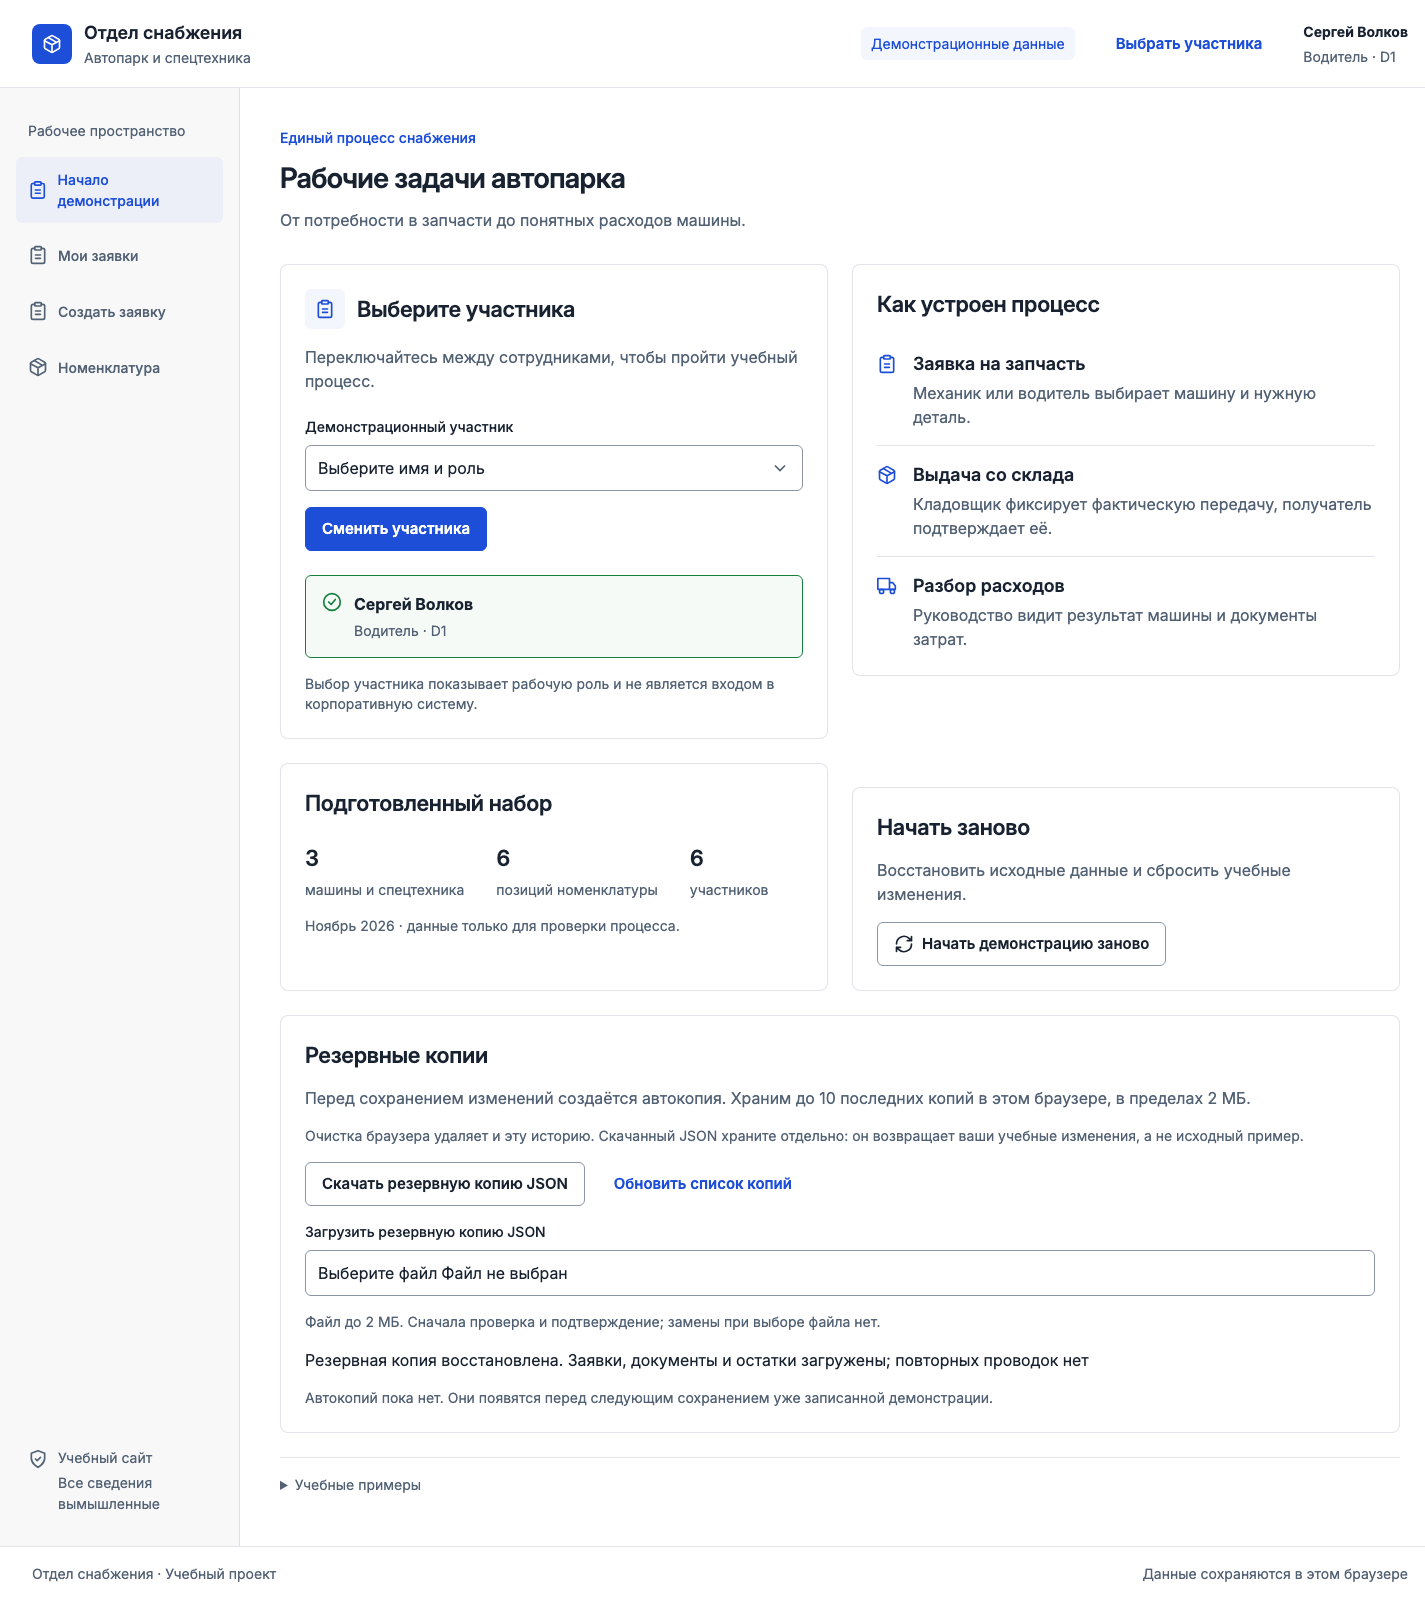 Отдел снабжения
Автопарк и спецтехника
Демонстрационные данные
Выбрать участника
Сергей Волков
Водитель · D1
Рабочее пространство
Начало
демонстрации
Мои заявки
Создать заявку
Номенклатура
Учебный сайт
Все сведения
вымышленные
Единый процесс снабжения
Рабочие задачи автопарка
От потребности в запчасти до понятных расходов машины.
Выберите участника
Переключайтесь между сотрудниками, чтобы пройти учебный
процесс.
Демонстрационный участник
Выберите имя и роль
Сменить участника
Сергей Волков
Водитель · D1
Выбор участника показывает рабочую роль и не является входом в
корпоративную систему.
Как устроен процесс
Заявка на запчасть
Механик или водитель выбирает машину и нужную
деталь.
Выдача со склада
Кладовщик фиксирует фактическую передачу, получатель
подтверждает её.
Разбор расходов
Руководство видит результат машины и документы
затрат.
Подготовленный набор
3
машины и спецтехника
6
позиций номенклатуры
6
участников
Ноябрь 2026 · данные только для проверки процесса.
Начать заново
Восстановить исходные данные и сбросить учебные
изменения.
Начать демонстрацию заново
Резервные копии
Перед сохранением изменений создаётся автокопия. Храним до 10 последних копий в этом браузере, в пределах 2 МБ.
Очистка браузера удаляет и эту историю. Скачанный JSON храните отдельно: он возвращает ваши учебные изменения, а не исходный пример.
Скачать резервную копию JSON
Обновить список копий
Загрузить резервную копию JSON
Выберите файл Файл не выбран
Файл до 2 МБ. Сначала проверка и подтверждение; замены при выборе файла нет.
Резервная копия восстановлена. Заявки, документы и остатки загружены; повторных проводок нет
Автокопий пока нет. Они появятся перед следующим сохранением уже записанной демонстрации.
Учебные примеры
Отдел снабжения · Учебный проект
Данные сохраняются в этом браузере